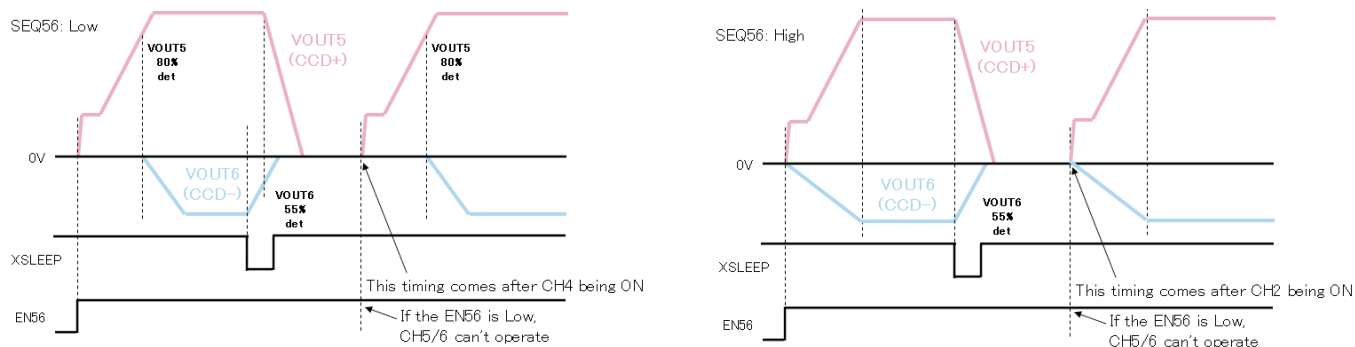 SEQ56: Low
VOUT5
80%
det
VOUT5
(CCD+)
VOUT5
80%
det
0V
VOUT6
(CCD−)
VOUT6
55%
det
XSLEEP
This timing comes after CH4 being ON
EN56
If the EN56 is Low,
CH5/6 can't operate
SEQ56: High
VOUT5
(CCD+)
0V
VOUT6
(CCD−)
VOUT6
55%
det
XSLEEP
This timing comes after CH2 being ON
EN56
If the EN56 is Low,
CH5/6 can't operate